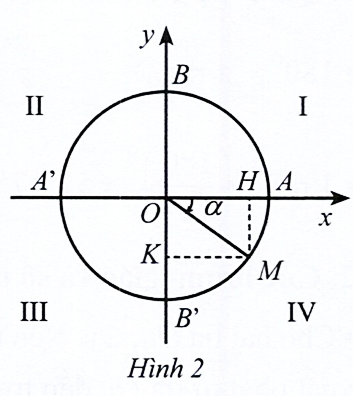 y
B
II I
A' H A
O α x
K
M
III IV
B'
Hình 2